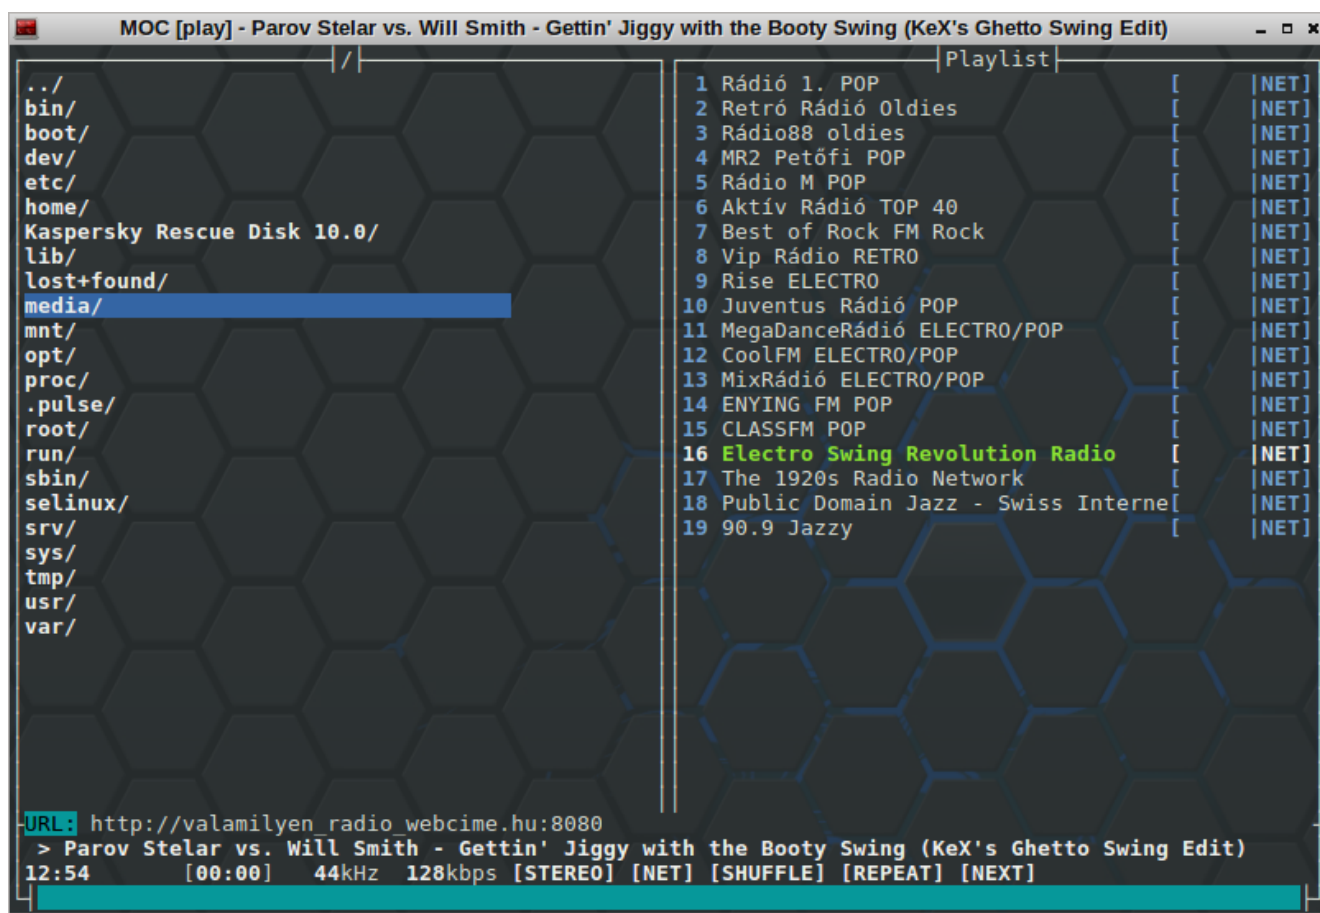 MOC [play] - Parov Stelar vs. Will Smith - Gettin' Jiggy with the Booty Swing (KeX's Ghetto Swing Edit)
/
../
bin/
boot/
dev/
etc/
home/
Kaspersky Rescue Disk 10.0/
lib/
lost+found/
media/
mnt/
opt/
proc/
.pulse/
root/
run/
sbin/
selinux/
srv/
sys/
tmp/
usr/
var/
Playlist
1 Rádió 1. POP [ |NET]
2 Retró Rádió Oldies [ |NET]
3 Rádio88 oldies [ |NET]
4 MR2 Petőfi POP [ |NET]
5 Rádio M POP [ |NET]
6 Aktív Rádió TOP 40 [ |NET]
7 Best of Rock FM Rock [ |NET]
8 Vip Rádio RETRO [ |NET]
9 Rise ELECTRO [ |NET]
10 Juventus Rádió POP [ |NET]
11 MegaDanceRádió ELECTRO/POP [ |NET]
12 CoolFM ELECTRO/POP [ |NET]
13 MixRádió ELECTRO/POP [ |NET]
14 ENYING FM POP [ |NET]
15 CLASSFM POP [ |NET]
16 Electro Swing Revolution Radio [ |NET]
17 The 1920s Radio Network [ |NET]
18 Public Domain Jazz - Swiss Interne[ |NET]
19 90.9 Jazzy [ |NET]
URL: http://valamilyen_radio_webcime.hu:8080
> Parov Stelar vs. Will Smith - Gettin' Jiggy with the Booty Swing (KeX's Ghetto Swing Edit)
12:54 [00:00] 44kHz 128kbps [STEREO] [NET] [SHUFFLE] [REPEAT] [NEXT]